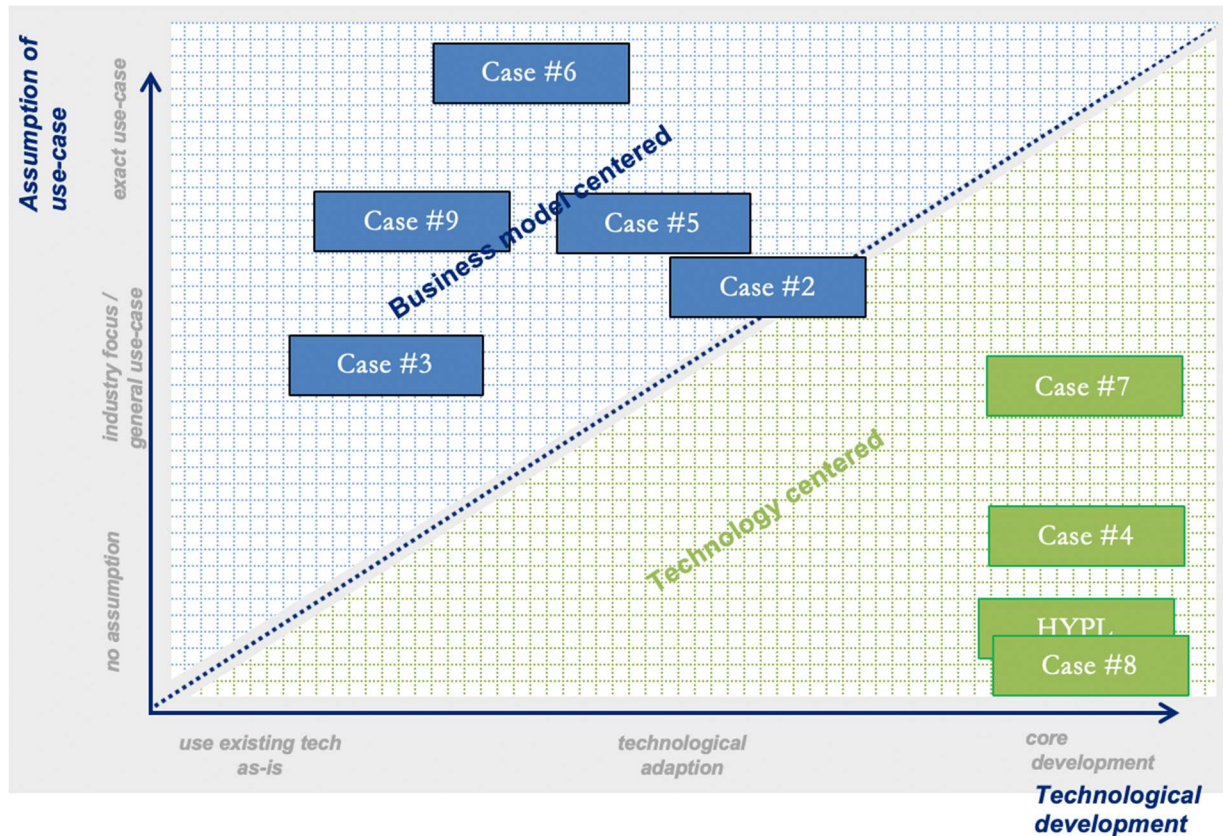 Assumption of
use-case
exact use-case
industry focus /
general use-case
no assumption
Case #6
Case #9
Case #5
Business model centered
Case #2
Case #3
Case #7
Technology centered
Case #4
HYPL
Case #8
use existing tech
as-is
technological
adaption
core
development
Technological
development